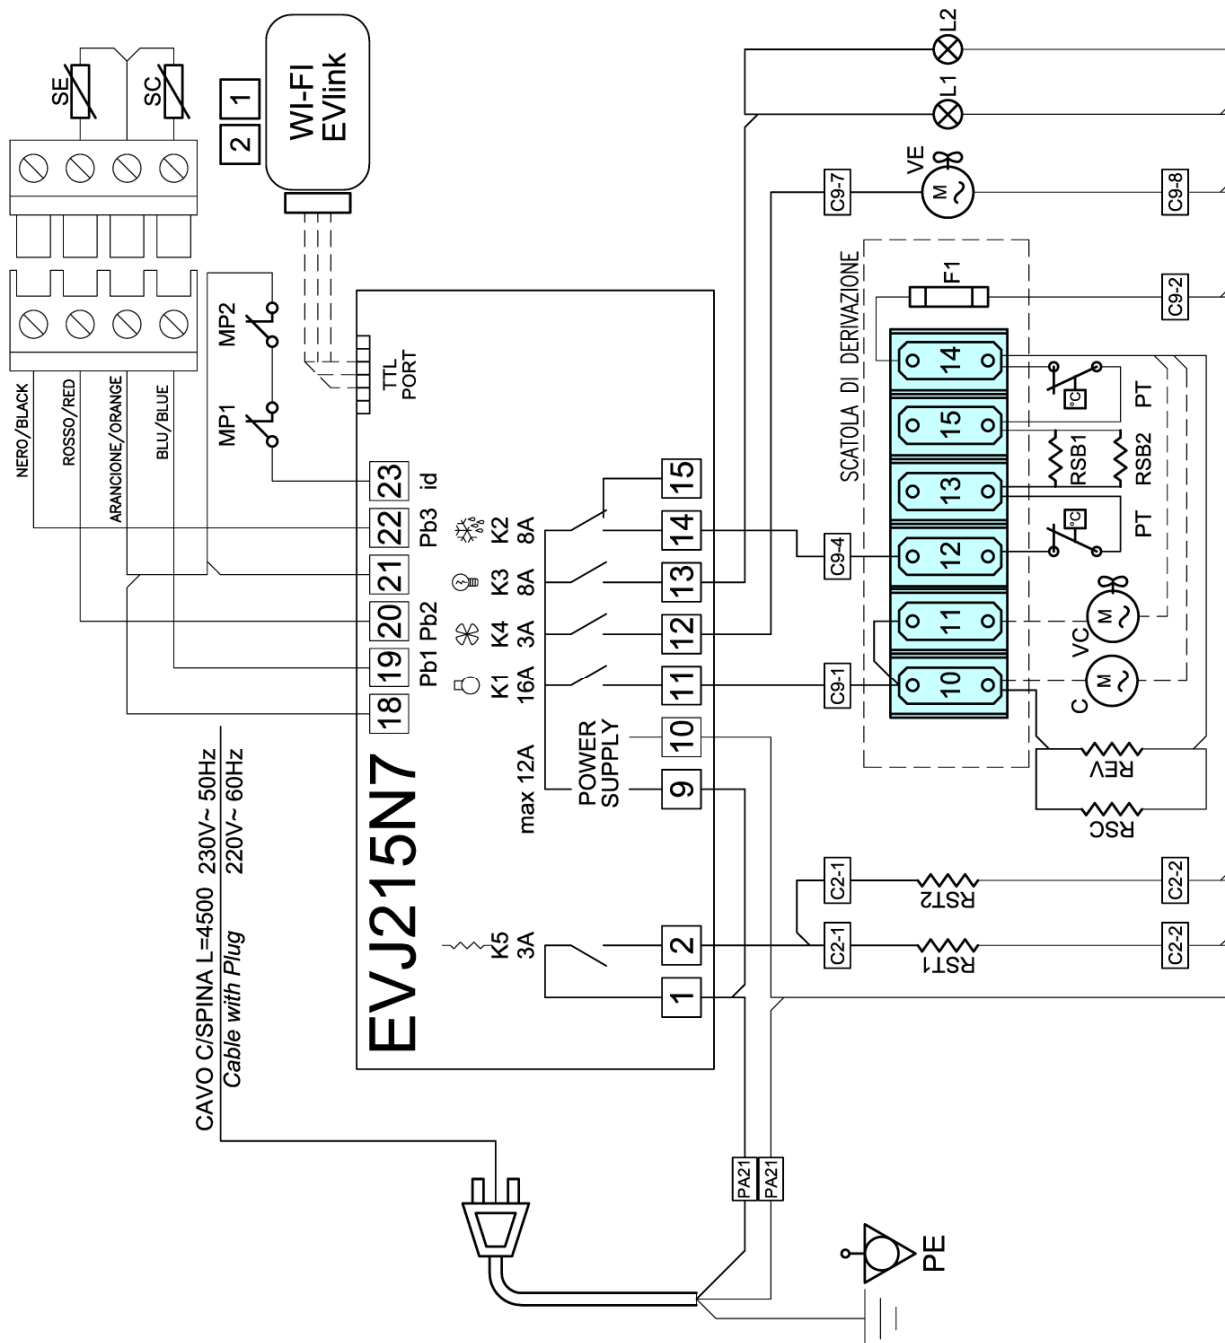 CAVO C/SPINA L=4500 230V~ 50Hz
Cable with Plug 220V~ 60Hz
NERO/BLACK
ROSSO/RED
ARANCIONE/ORANGE
BLU/BLUE
SE
SC
2 1
WI-FI
EVlink
MP1
MP2
EVJ215N7
TTL
PORT
18 19 20 21 22 23
Pb1 Pb2 Pb3 id
K5
3A
max 12A
K1
16A
K4
3A
K3
8A
K2
8A
POWER
SUPPLY
1 2 9 10 11 12 13 14 15
PA21
PA21
PE
C2-1
C2-1
C9-1
C9-4
C9-7
SCATOLA DI DERIVAZIONE
10 11 12 13 15 14
F1
VE
M
L1
L2
RST1
RST2
RSC
REV
C
M
VC
M
°C
PT
RSB1
RSB2
°C
PT
C2-2
C2-2
C9-2
C9-8